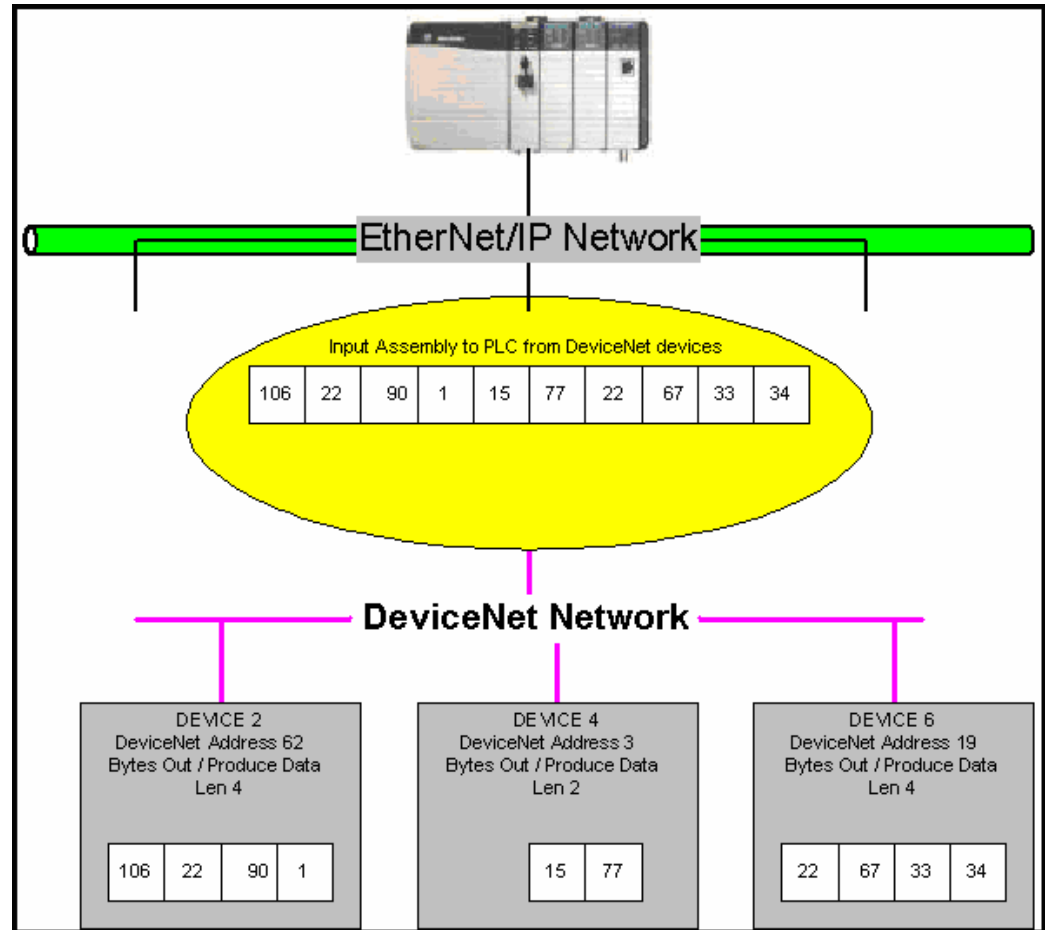 EtherNet/IP Network
Input Assembly to PLC from DeviceNet devices
106 22 90 1 15 77 22 67 33 34
DeviceNet Network
DEVICE 2
DeviceNet Address 62
Bytes Out / Produce Data
Len 4
106 22 90 1
DEVICE 4
DeviceNet Address 3
Bytes Out / Produce Data
Len 2
15 77
DEVICE 6
DeviceNet Address 19
Bytes Out / Produce Data
Len 4
22 67 33 34